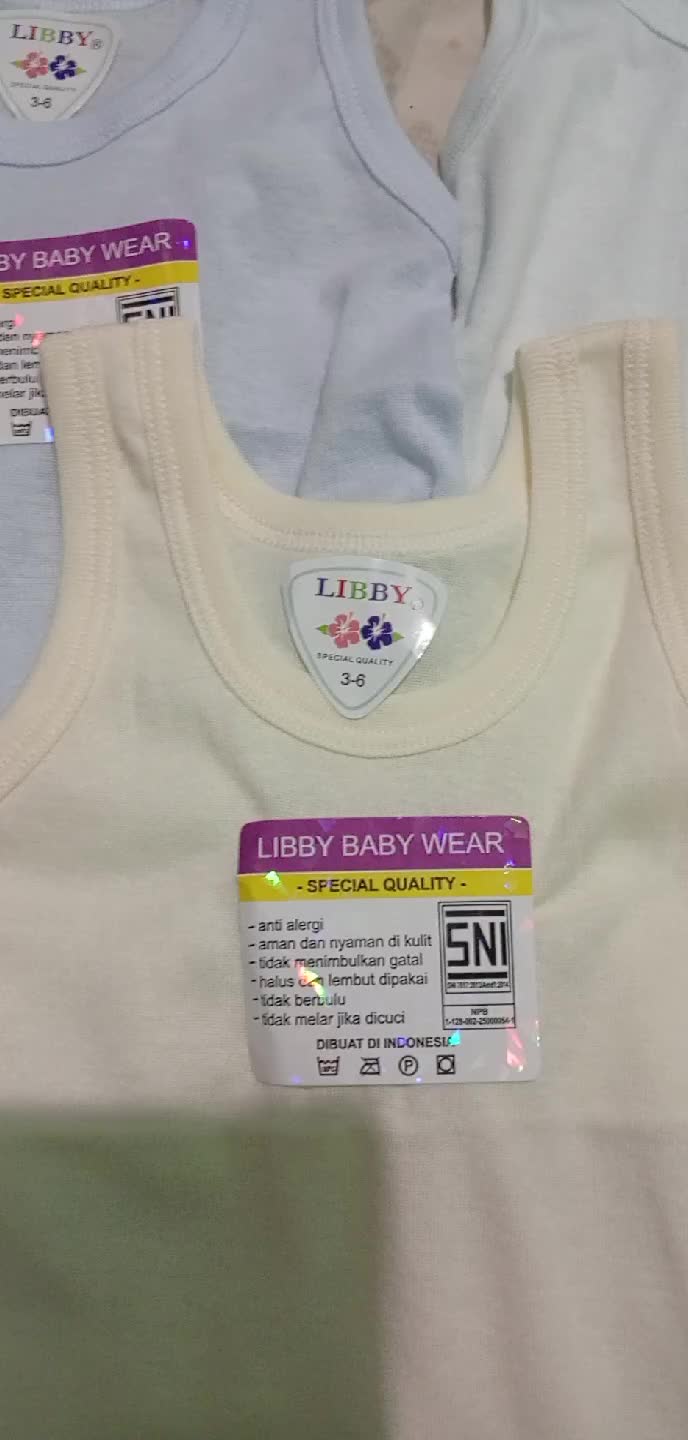 LIBBY®
SPECIAL QUALITY
3-6
BY BABY WEAR
SPECIAL QUALITY -
SNI
LIBBY
SPECIAL QUALITY
3-6
LIBBY BABY WEAR
- SPECIAL QUALITY -
- anti alergi
- aman dan nyaman di kulit
- tidak menimbulkan gatal
- halus dan lembut dipakai
- tidak berbulu
- tidak melar jika dicuci
SNI
NPB
DIBUAT DI INDONESIA
P